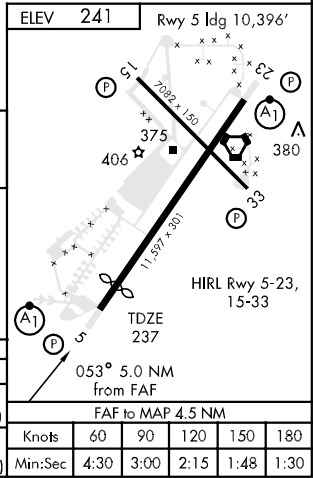 ELEV 241
Rwy 5 ldg 10,396’
15
23
P
P
A1
7082 x 150
375
406
380
33
P
11,597 x 301
HIRL Rwy 5-23,
15-33
A1
P
5
TDZE
237
053° 5.0 NM
from FAF
FAF to MAP 4.5 NM
Knots 60 90 120 150 180
Min:Sec 4:30 3:00 2:15 1:48 1:30